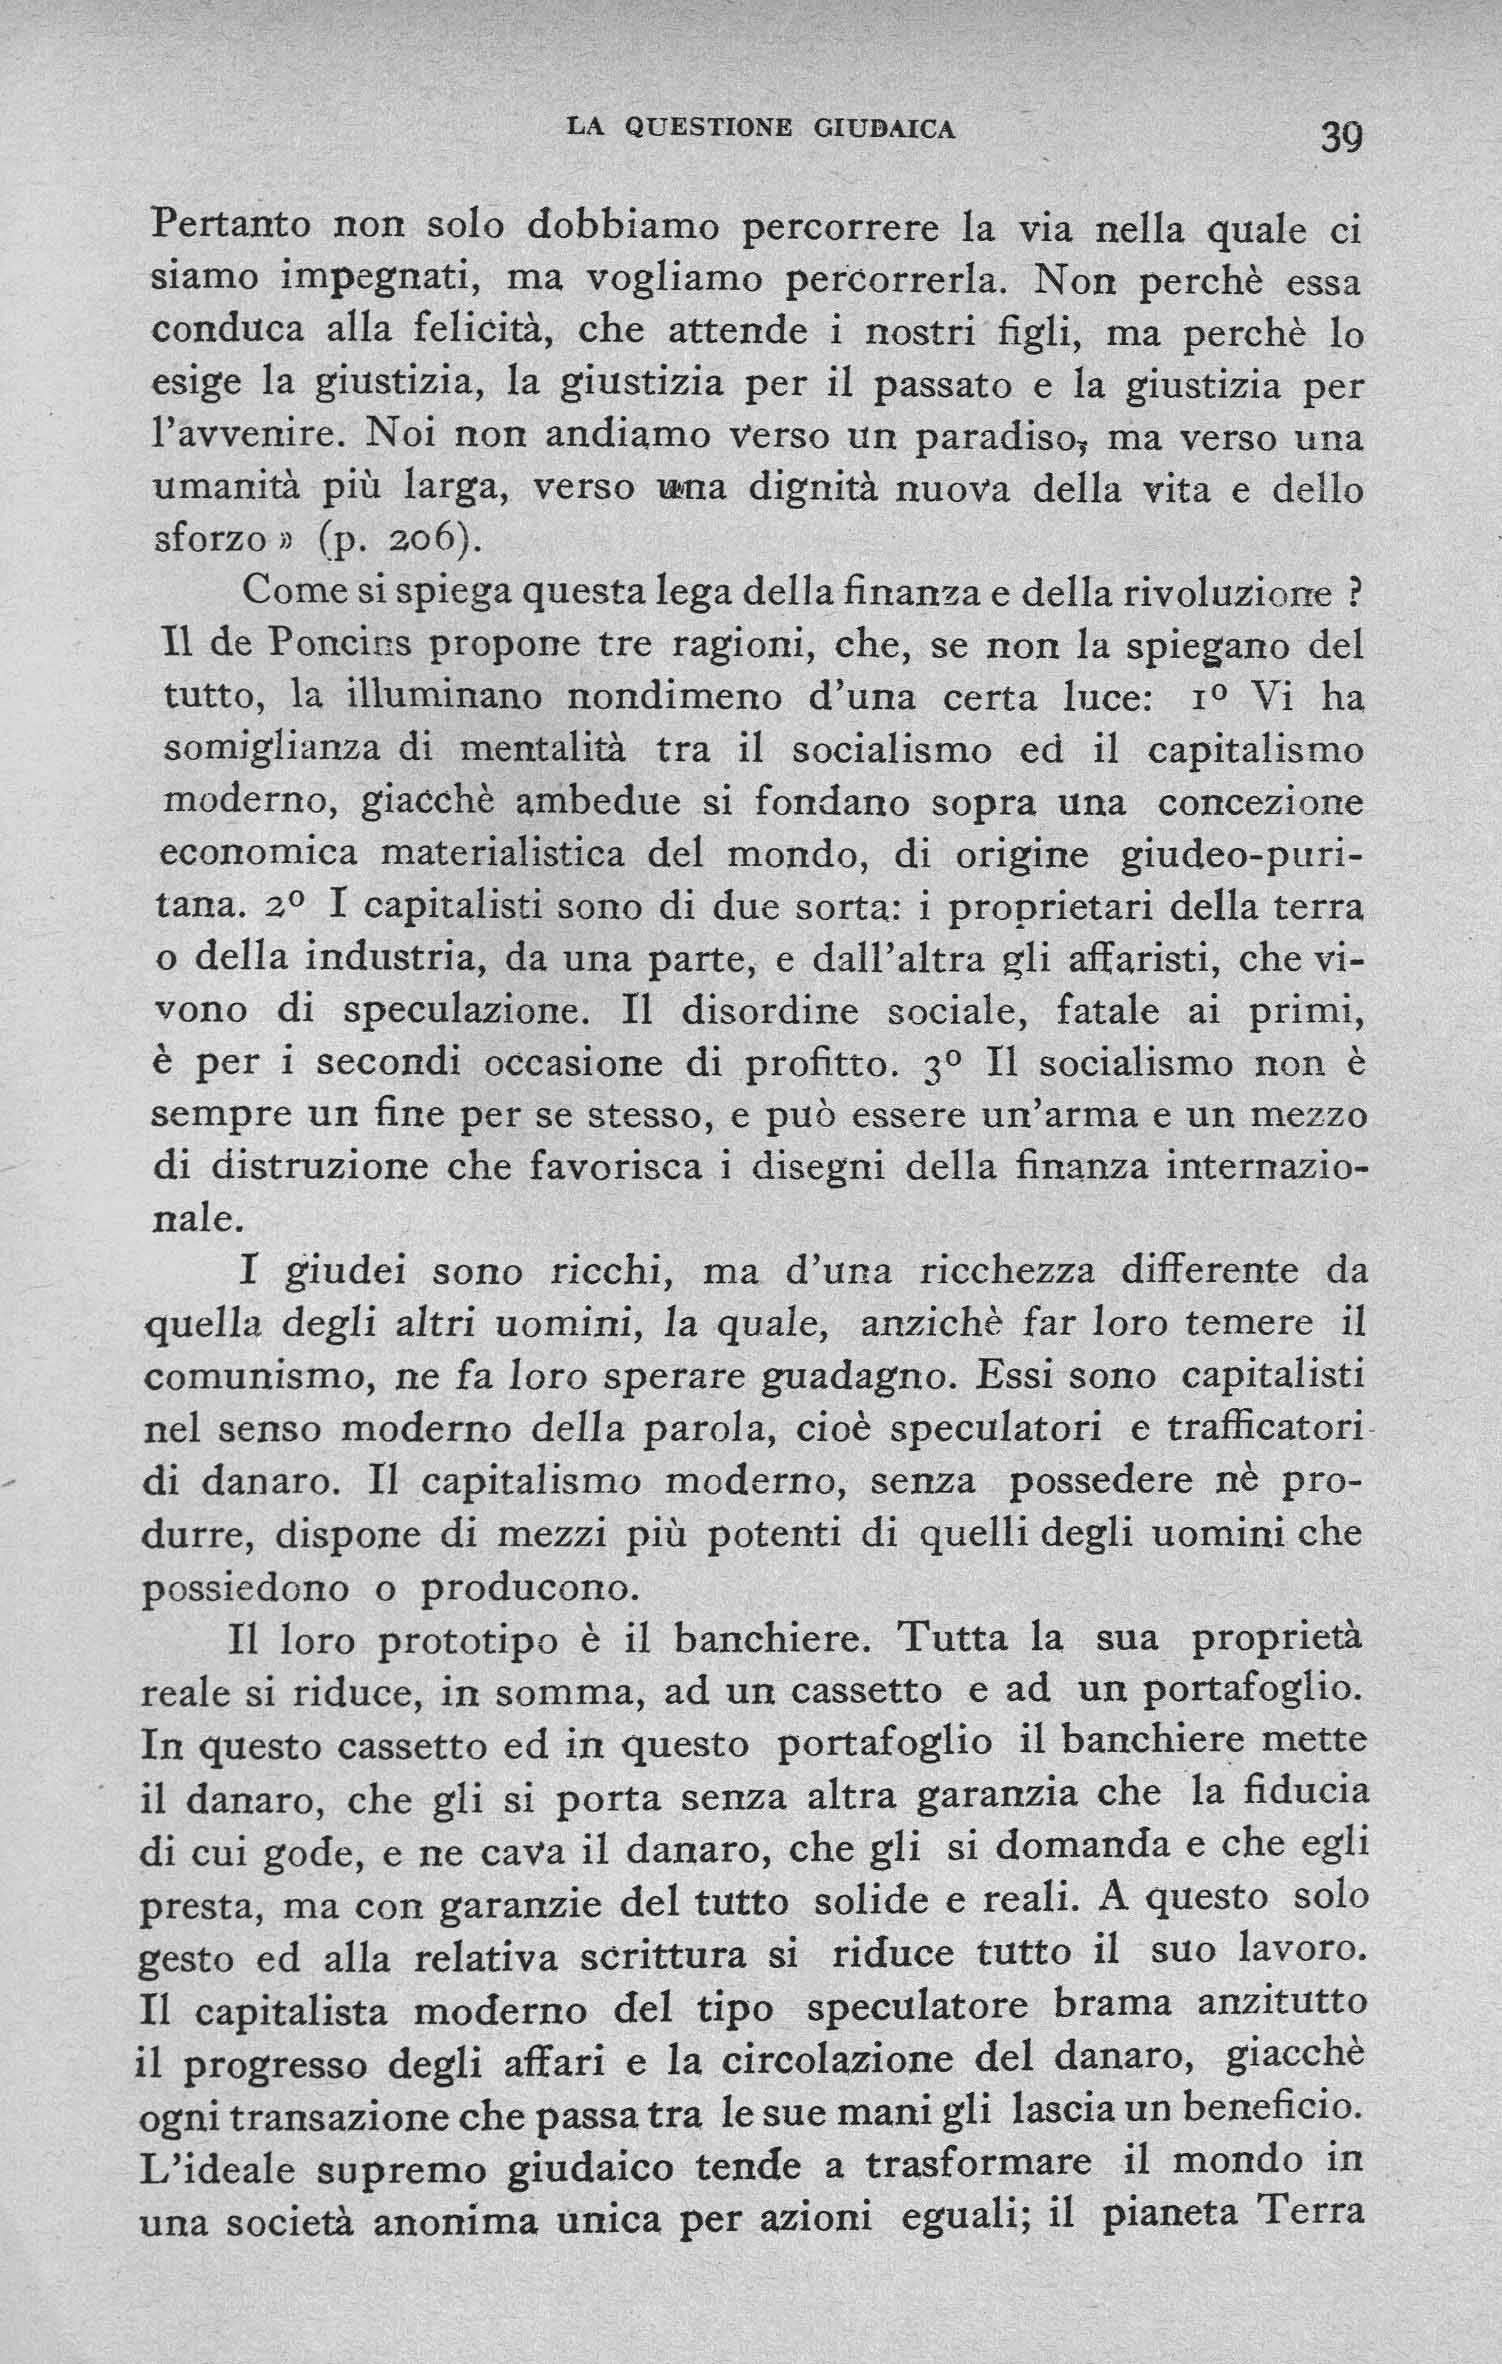 LA QUESTIONE GIUDAICA
39
Pertanto non solo dobbiamo percorrere la via nella quale ci
siamo impegnati, ma vogliamo percorrerla. Non perchè essa
conduca alla felicità, che attende i nostri figli, ma perchè lo
esige la giustizia, la giustizia per il passato e la giustizia per
l'avvenire. Noi non andiamo verso un paradiso, ma verso una
umanità più larga, verso una dignità nuova della vita e dello
sforzo » (p. 206).
Come si spiega questa lega della finanza e della rivoluzione ?
Il de Poncins propone tre ragioni, che, se non la spiegano del
tutto, la illuminano nondimeno d'una certa luce: 1º Vi ha
somiglianza di mentalità tra il socialismo ed il capitalismo
moderno, giacchè ambedue si fondano sopra una concezione
economica materialistica del mondo, di origine giudeo-puri-
tana. 2º I capitalisti sono di due sorta: i proprietari della terra
o della industria, da una parte, e dall'altra gli affaristi, che vi-
vono di speculazione. Il disordine sociale, fatale ai primi,
è per i secondi occasione di profitto. 3º Il socialismo non è
sempre un fine per se stesso, e può essere un'arma e un mezzo
di distruzione che favorisca i disegni della finanza internazio-
nale.
I giudei sono ricchi, ma d'una ricchezza differente da
quella degli altri uomini, la quale, anzichè far loro temere il
comunismo, ne fa loro sperare guadagno. Essi sono capitalisti
nel senso moderno della parola, cioè speculatori e trafficatori
di danaro. Il capitalismo moderno, senza possedere nè pro-
durre, dispone di mezzi più potenti di quelli degli uomini che
possiedono o producono.
Il loro prototipo è il banchiere. Tutta la sua proprietà
reale si riduce, in somma, ad un cassetto e ad un portafoglio.
In questo cassetto ed in questo portafoglio il banchiere mette
il danaro, che gli si porta senza altra garanzia che la fiducia
di cui gode, e ne cava il danaro, che gli si domanda e che egli
presta, ma con garanzie del tutto solide e reali. A questo solo
gesto ed alla relativa scrittura si riduce tutto il suo lavoro.
Il capitalista moderno del tipo speculatore brama anzitutto
il progresso degli affari e la circolazione del danaro, giacchè
ogni transazione che passa tra le sue mani gli lascia un beneficio.
L'ideale supremo giudaico tende a trasformare il mondo in
una società anonima unica per azioni eguali; il pianeta Terra